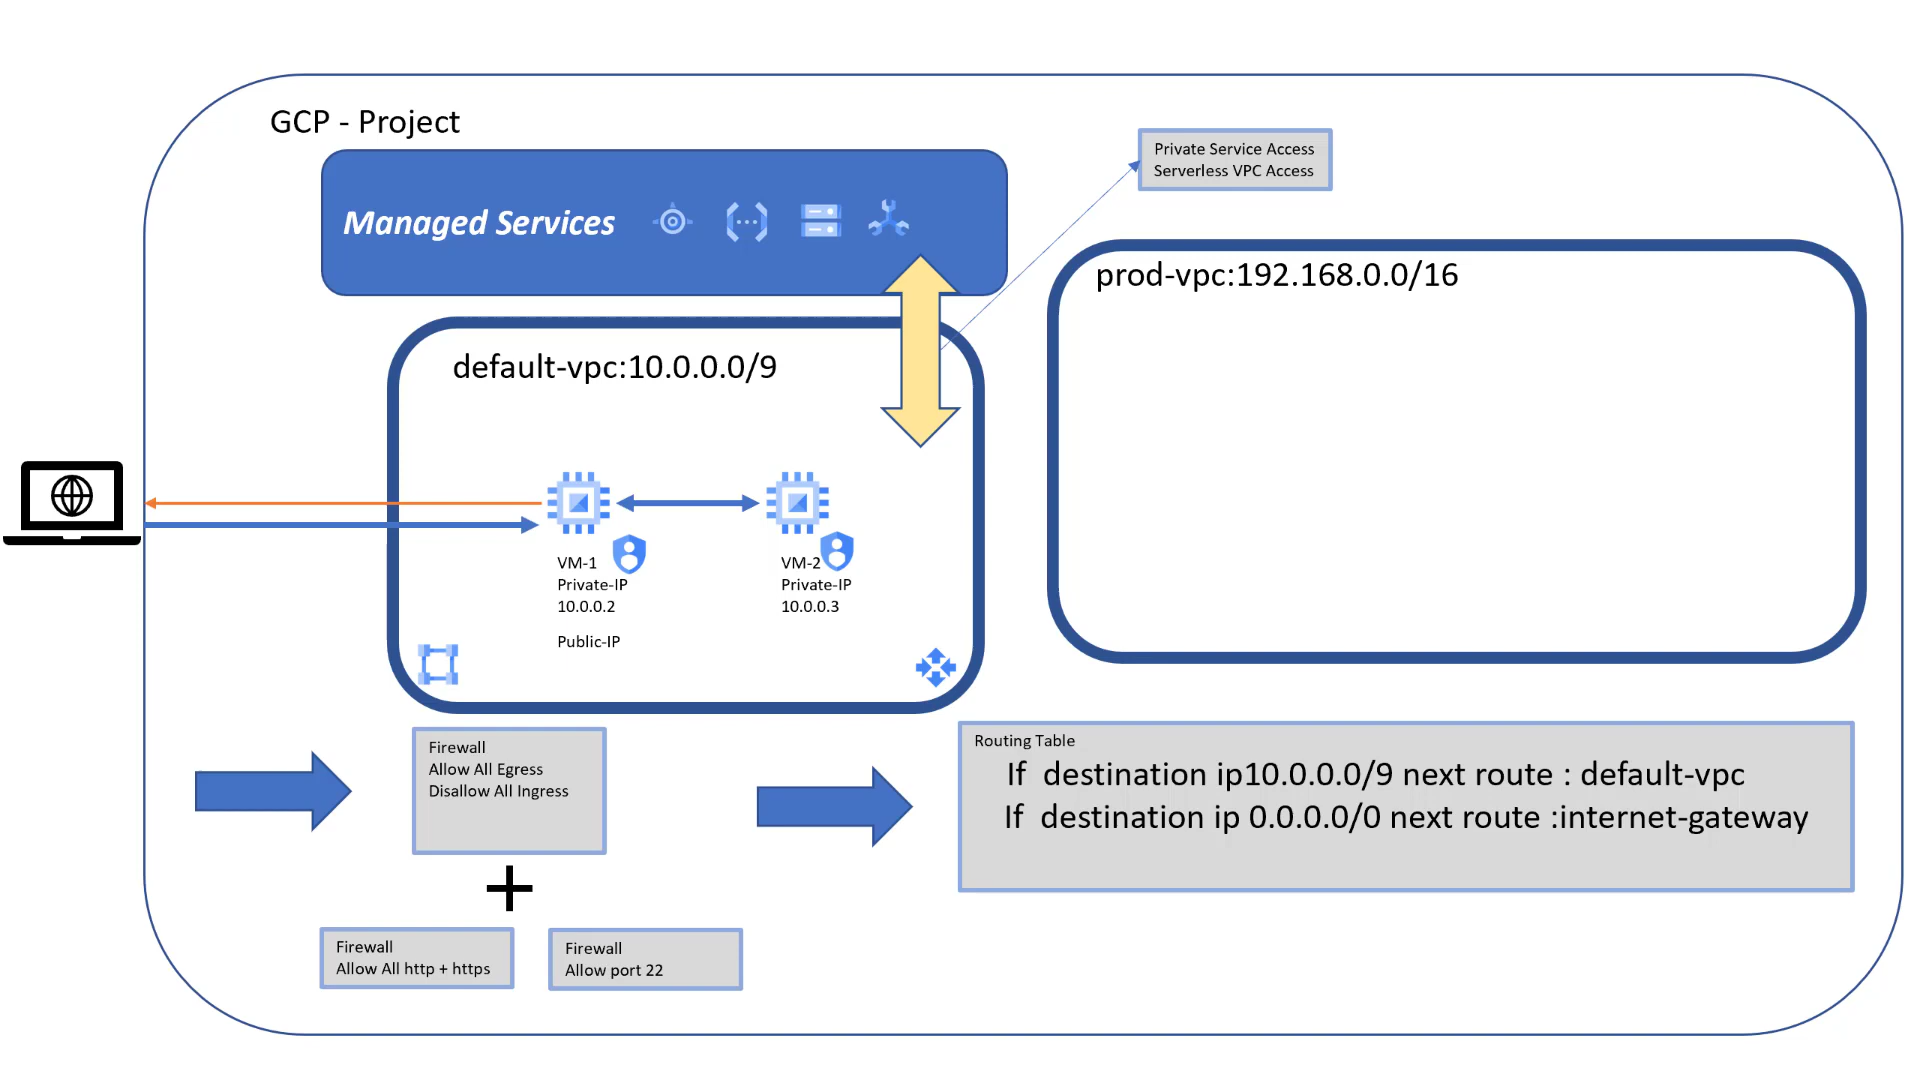 GCP - Project
Private Service Access
Serverless VPC Access
Managed Services
prod-vpc:192.168.0.0/16
default-vpc:10.0.0.0/9
VM-1
Private-IP
10.0.0.2
Public-IP
VM-2
Private-IP
10.0.0.3
Firewall
Allow All Egress
Disallow All Ingress
Routing Table
If  destination ip10.0.0.0/9 next route : default-vpc
If  destination ip 0.0.0.0/0 next route :internet-gateway
Firewall
Allow All http + https
Firewall
Allow port 22